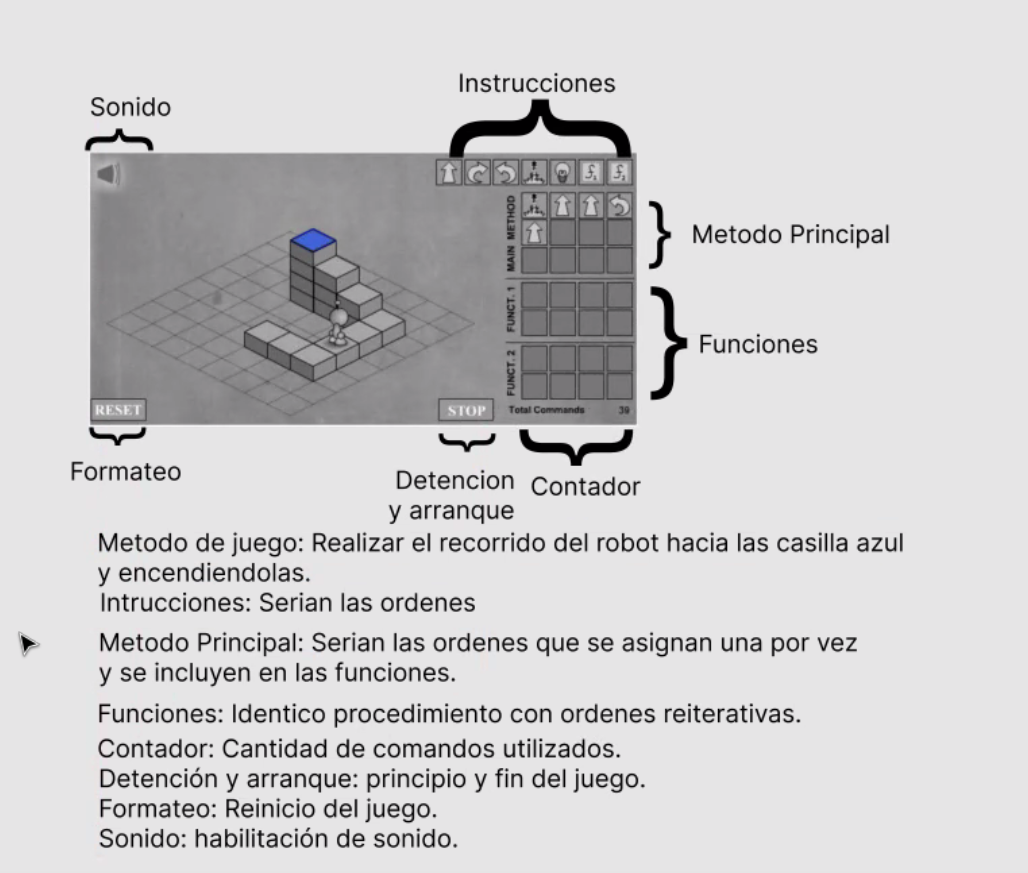 Instrucciones
Sonido
MAIN METHOD
Metodo Principal
FUNCT. 1
Funciones
FUNCT. 2
RESET
STOP
Total Commands 39
Formateo
Detencion
y arranque
Contador
Metodo de juego: Realizar el recorrido del robot hacia las casilla azul
y encendiendolas.
Intrucciones: Serian las ordenes
Metodo Principal: Serian las ordenes que se asignan una por vez
y se incluyen en las funciones.
Funciones: Identico procedimiento con ordenes reiterativas.
Contador: Cantidad de comandos utilizados.
Detención y arranque: principio y fin del juego.
Formateo: Reinicio del juego.
Sonido: habilitación de sonido.